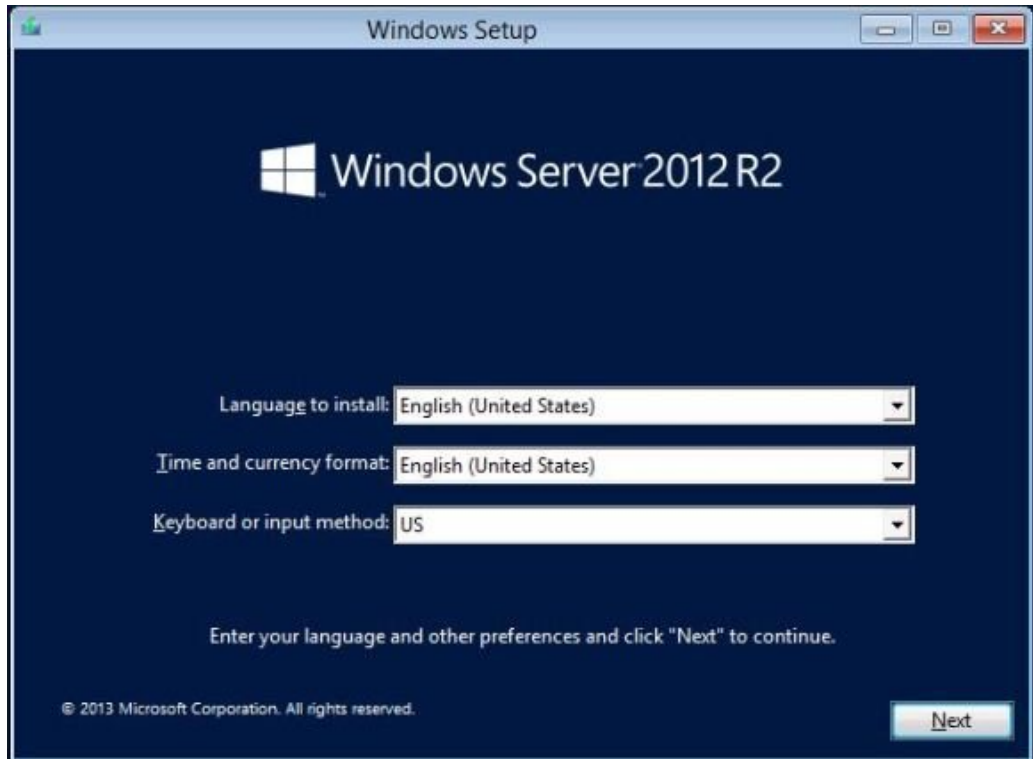 Windows Setup
Windows Server 2012 R2
Language to install: English (United States)
Time and currency format: English (United States)
Keyboard or input method: US
Enter your language and other preferences and click "Next" to continue.
© 2013 Microsoft Corporation. All rights reserved.
Next